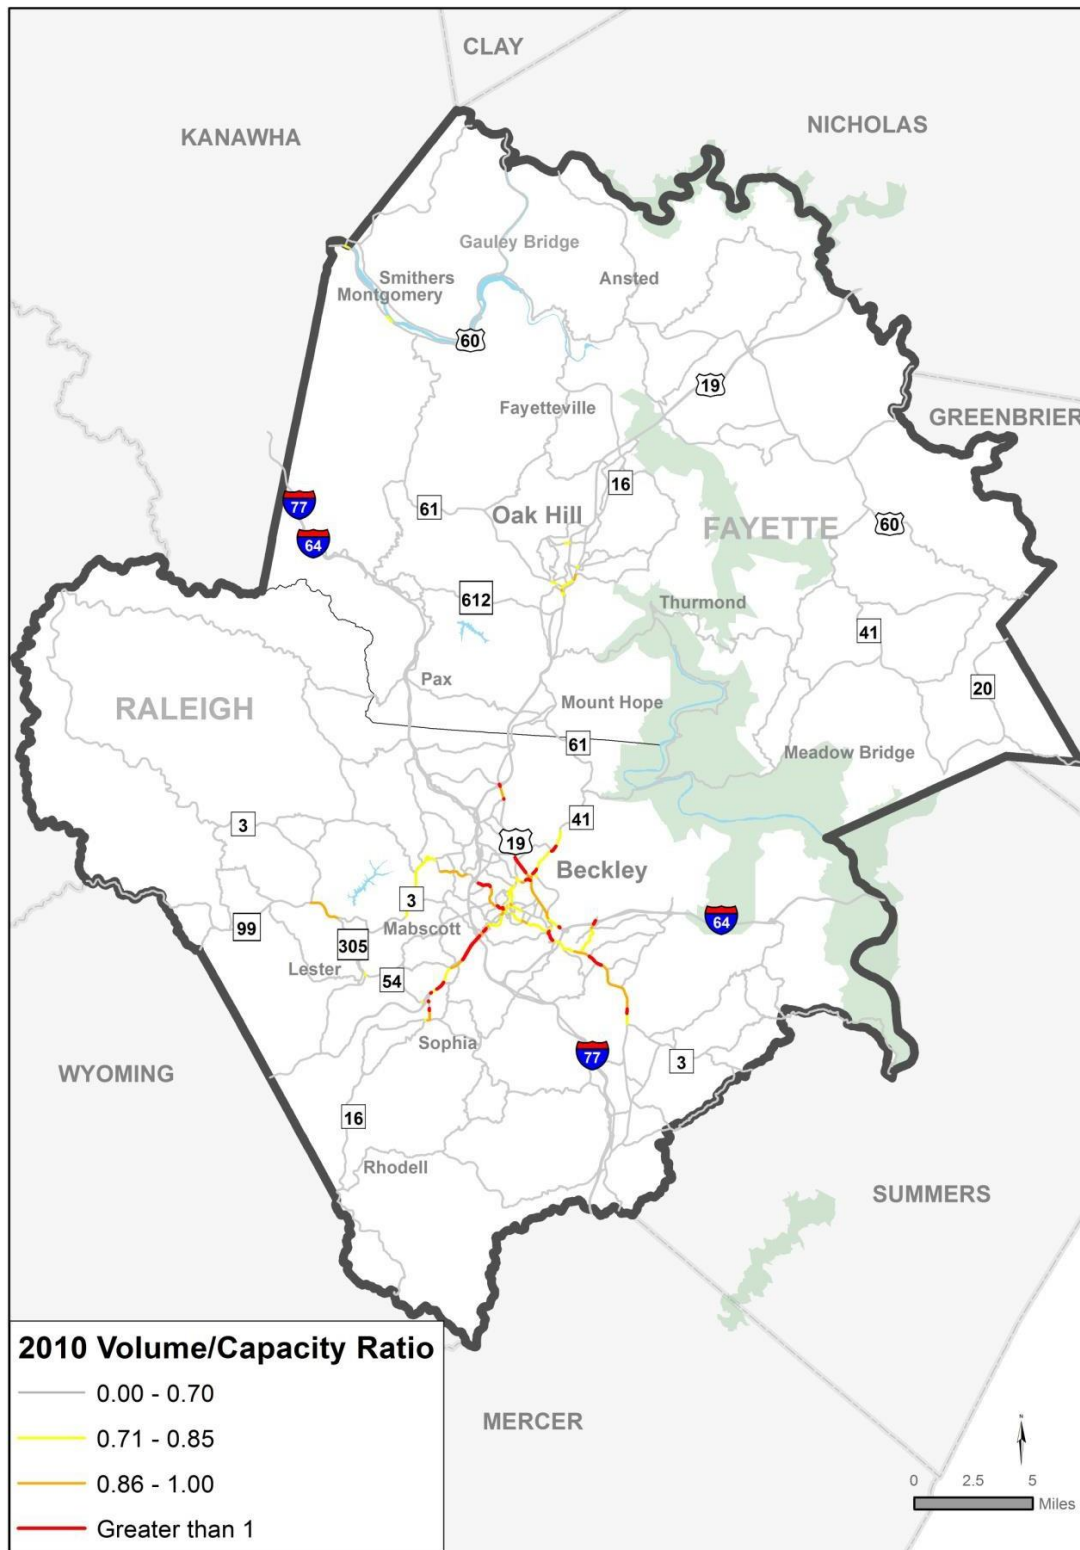 CLAY
NICHOLAS
KANAWHA
Gauley Bridge
Smithers
Ansted
Montgomery
60
19
Fayetteville
GREENBRIER
16
77
61
Oak Hill
60
FAYETTE
64
612
Thurmond
41
Pax
20
RALEIGH
Mount Hope
61
Meadow Bridge
3
41
19
Beckley
3
64
99
Mabscott
305
Lester
54
Sophia
77
3
WYOMING
16
Rhodell
SUMMERS
2010 Volume/Capacity Ratio
0.00 - 0.70
0.71 - 0.85
0.86 - 1.00
Greater than 1
MERCER
N
0 2.5 5
Miles